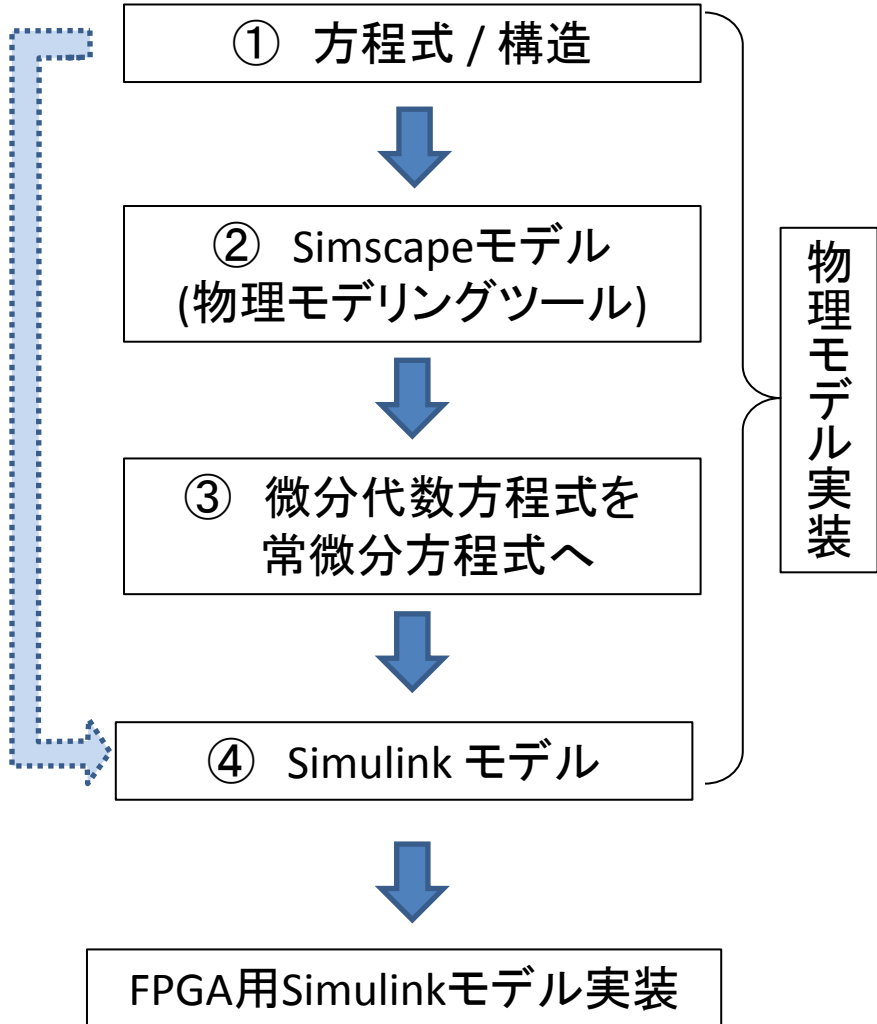 ① 方程式 / 構造
② Simscapeモデル
(物理モデリングツール)
③ 微分代数方程式を
常微分方程式へ
④ Simulink モデル
物理モデル実装
FPGA用Simulinkモデル実装